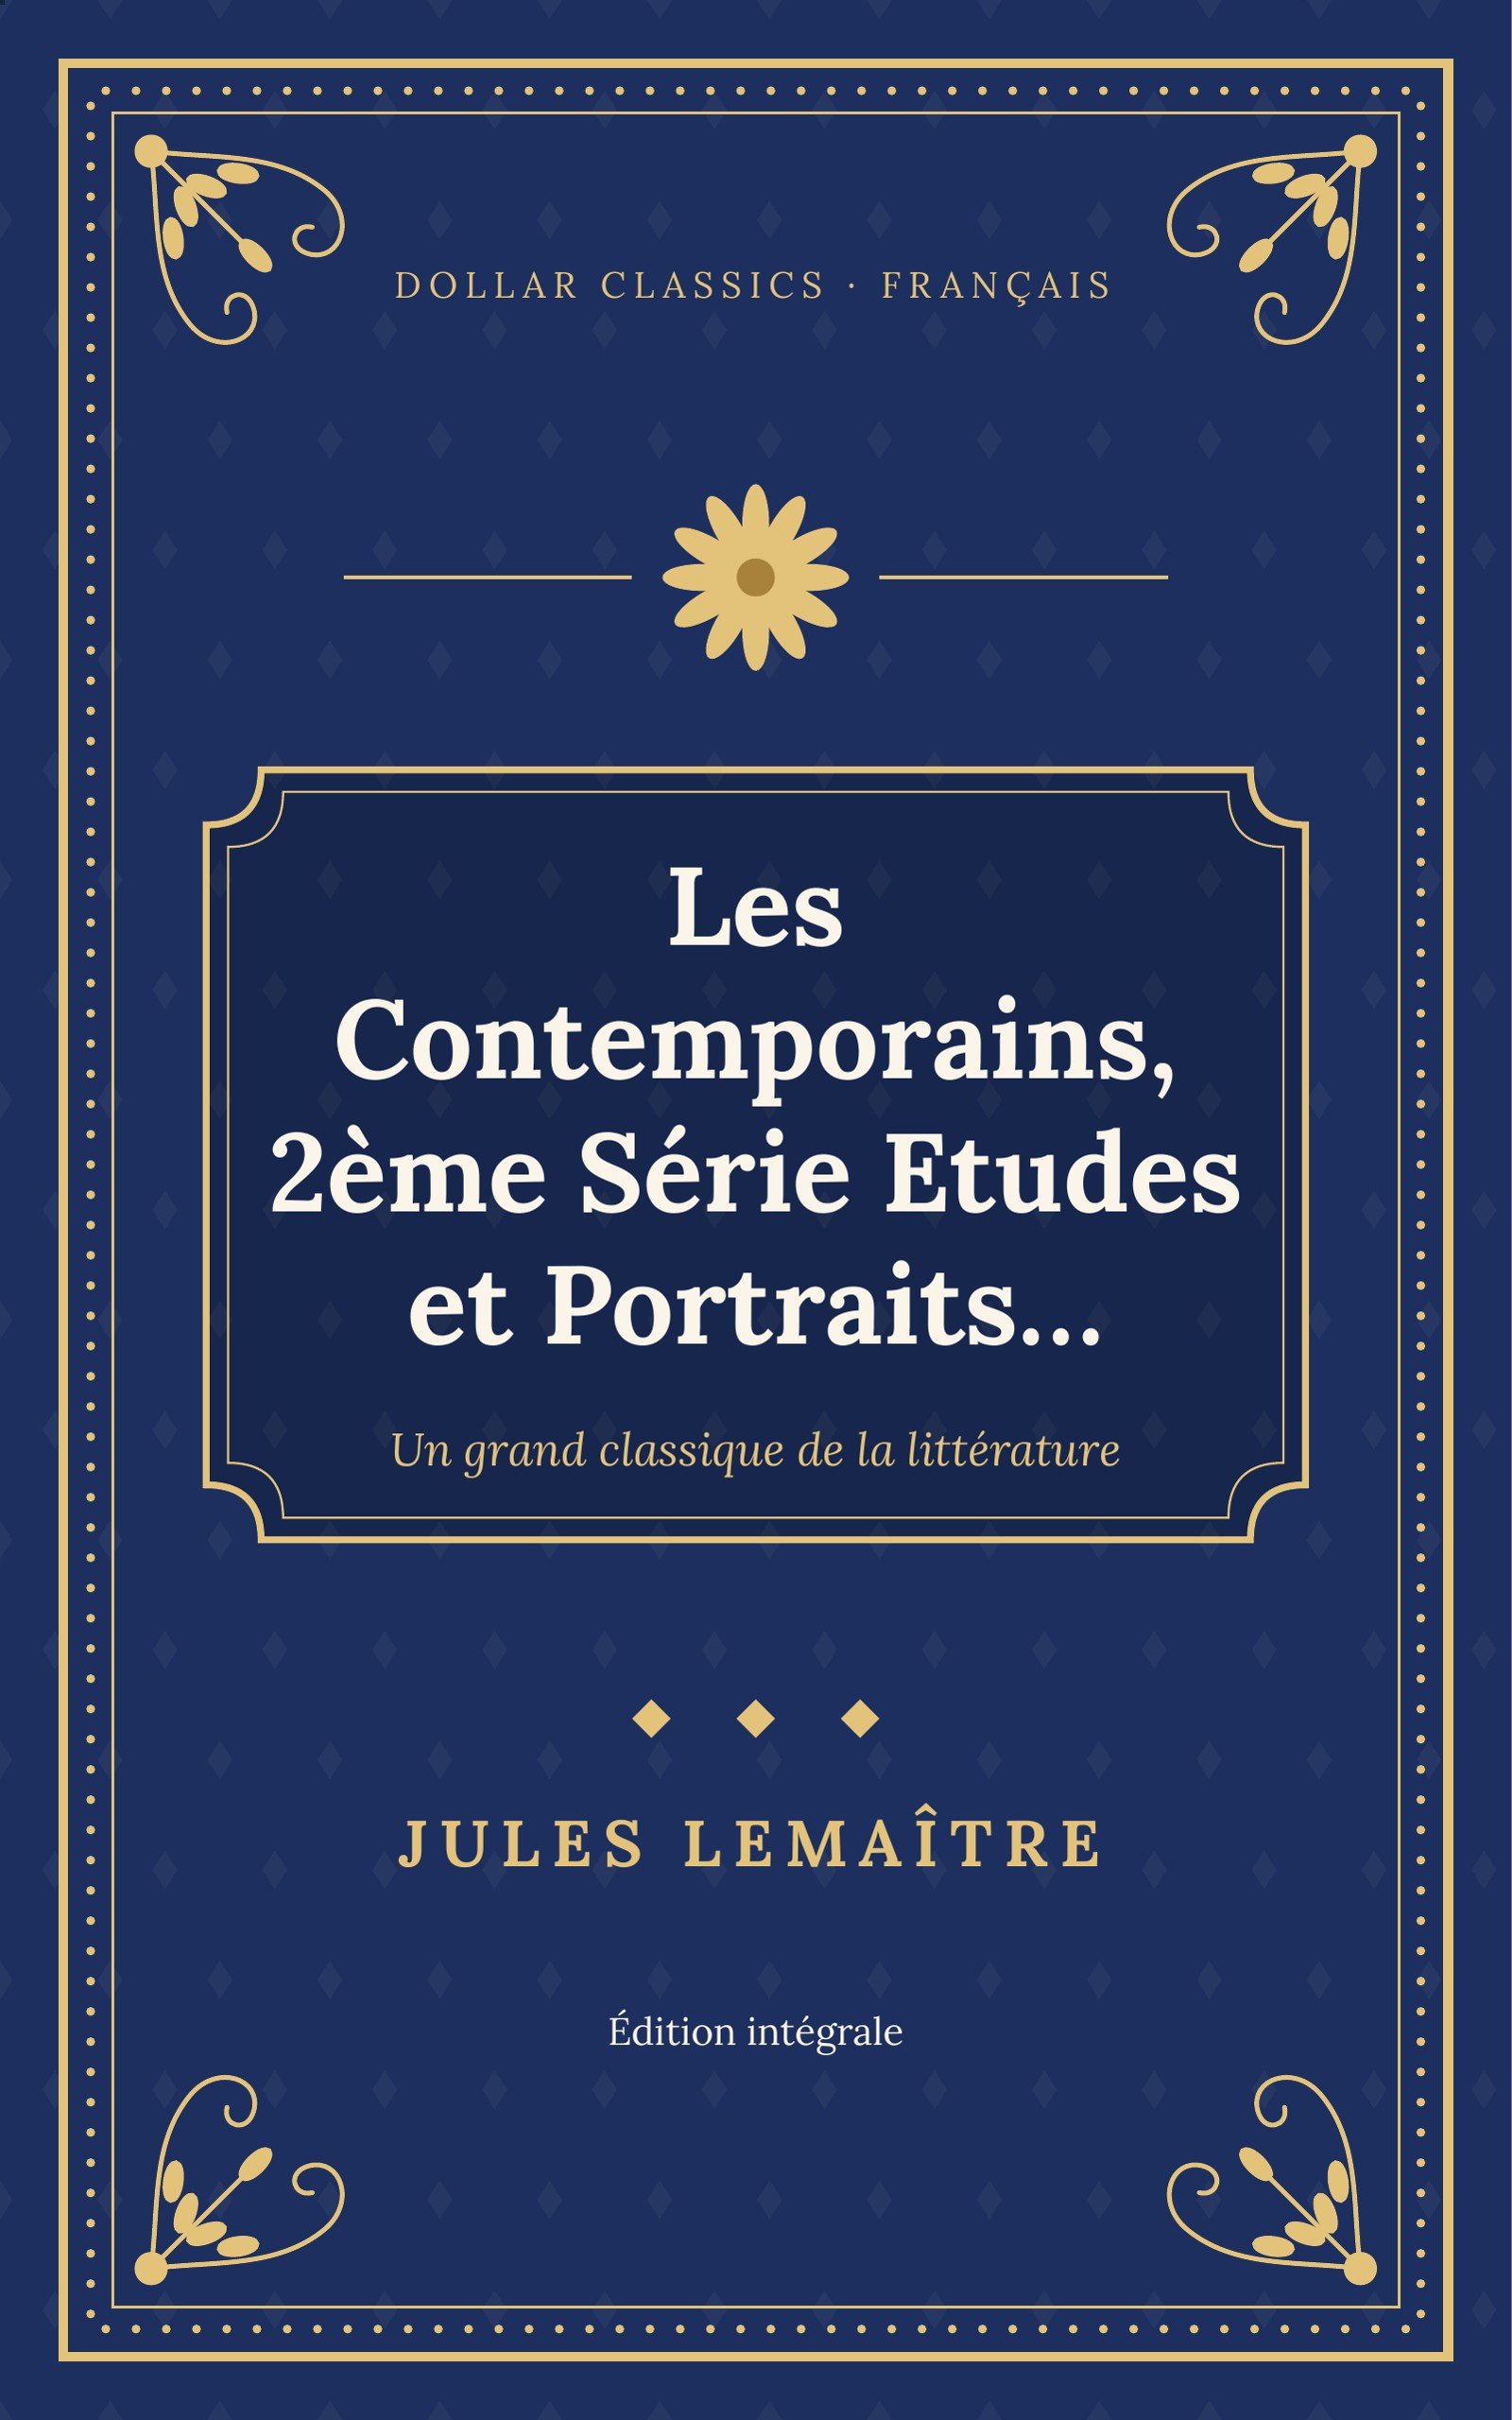 DOLLAR CLASSICS · FRANÇAIS
Les
Contemporains,
2ème Série Etudes
et Portraits...
Un grand classique de la littérature
JULES LEMAÎTRE
Édition intégrale